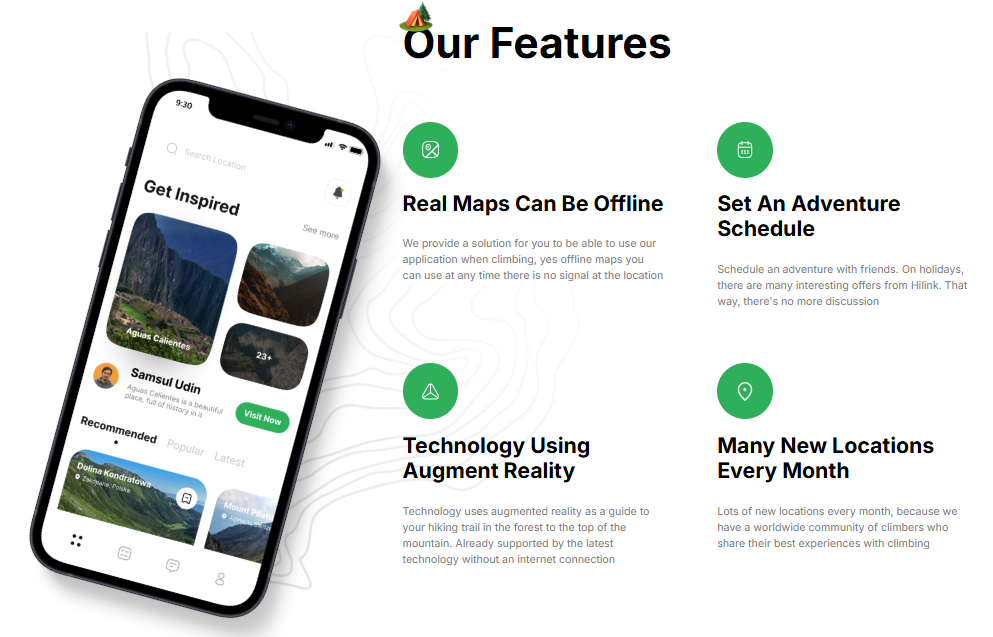 Our Features
9:30
Search Location
Get Inspired
See more
Aguas Calientes
23+
Samsul Udin
Aguas Calientes is a beautiful
place, full of history in it
Visit Now
Recommended
Popular
Latest
Dolina Kondratowa
Zakopane, Polska
Mount
Real Maps Can Be Offline
We provide a solution for you to be able to use our
application when climbing, yes offline maps you
can use at any time there is no signal at the location
Set An Adventure
Schedule
Schedule an adventure with friends. On holidays,
there are many interesting offers from Hilink. That
way, there's no more discussion
Technology Using
Augment Reality
Technology uses augmented reality as a guide to
your hiking trail in the forest to the top of the
mountain. Already supported by the latest
technology without an internet connection
Many New Locations
Every Month
Lots of new locations every month, because we
have a worldwide community of climbers who
share their best experiences with climbing